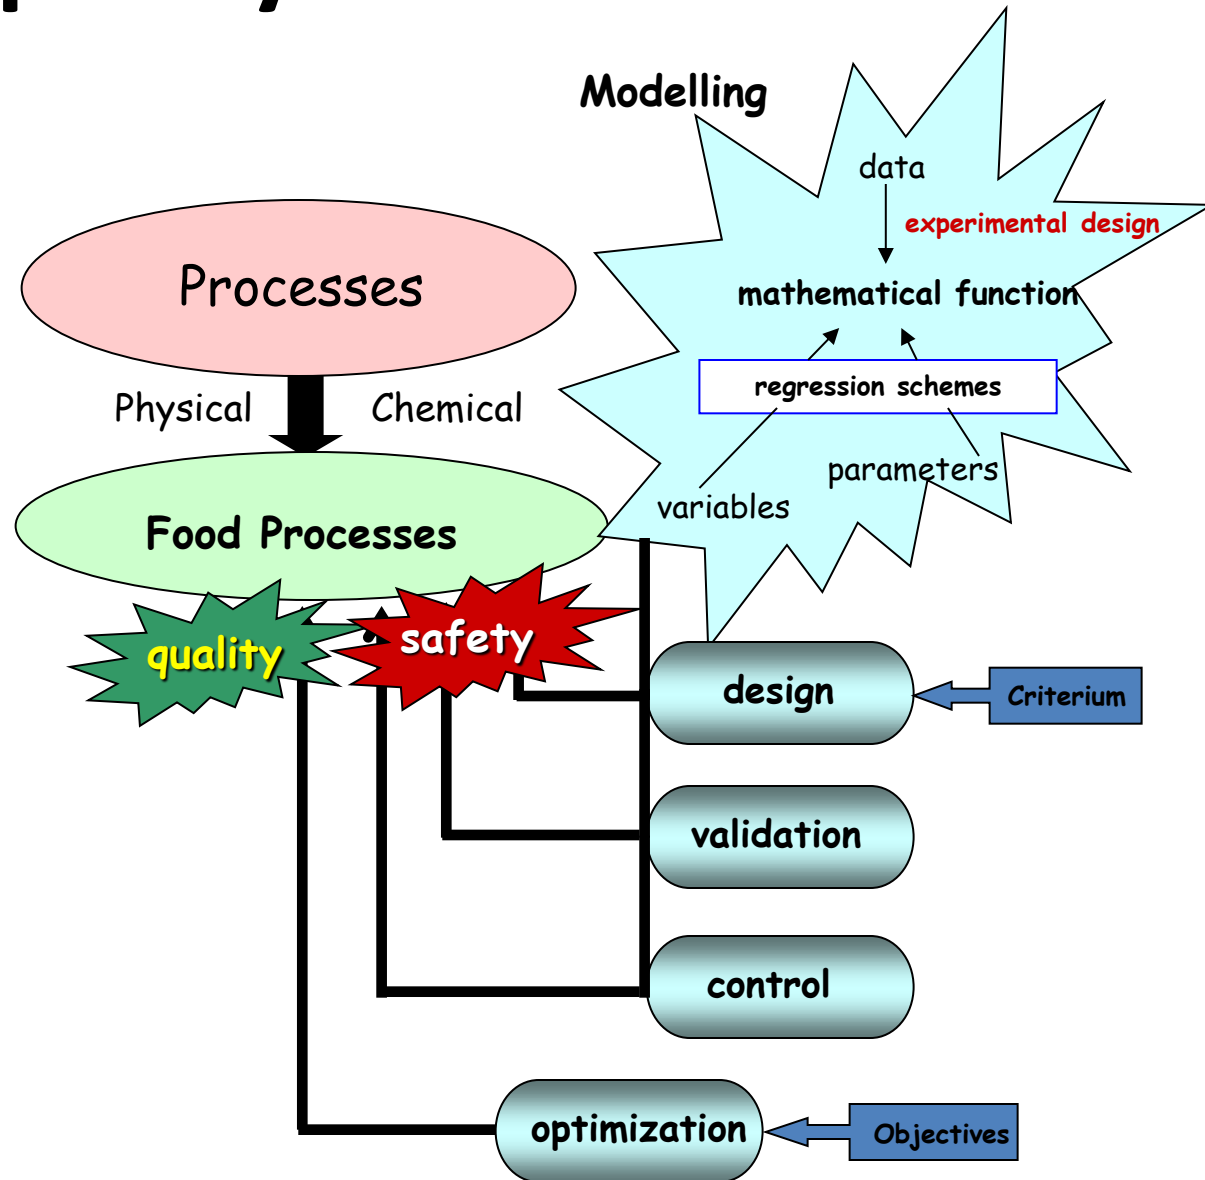 Modelling
data
experimental design
mathematical function
regression schemes
parameters
variables
Processes
Physical
Chemical
Food Processes
quality
safety
design
Criterium
validation
control
optimization
Objectives